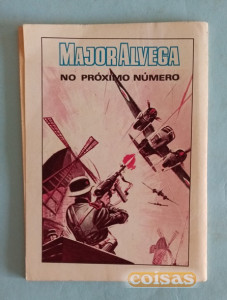 MAJOR ALVEGA
NO PRÓXIMO NÚMERO
coisas